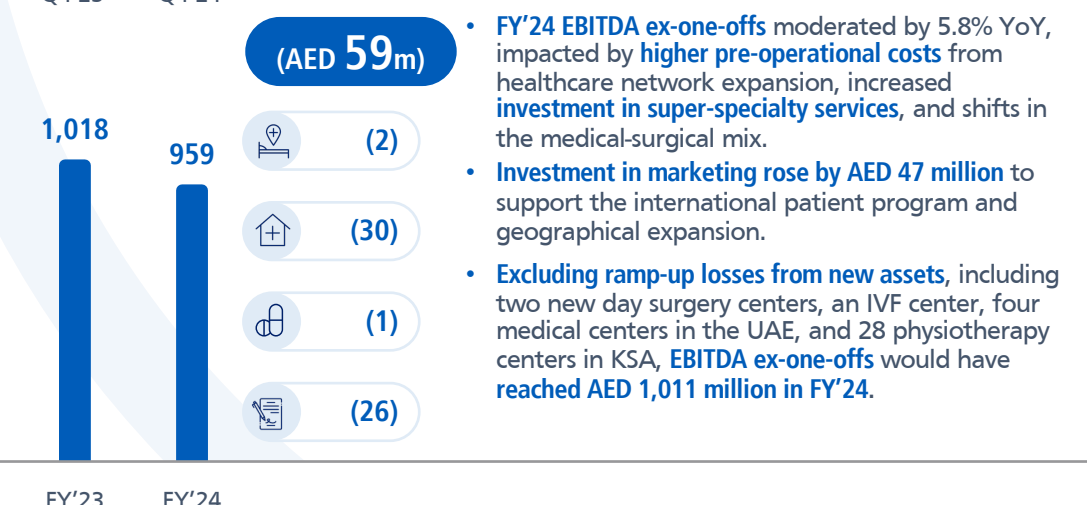 (AED 59m)
1,018
959
(2)
(30)
(1)
(26)
• FY’24 EBITDA ex-one-offs moderated by 5.8% YoY,
impacted by higher pre-operational costs from
healthcare network expansion, increased
investment in super-specialty services, and shifts in
the medical-surgical mix.
• Investment in marketing rose by AED 47 million to
support the international patient program and
geographical expansion.
• Excluding ramp-up losses from new assets, including
two new day surgery centers, an IVF center, four
medical centers in the UAE, and 28 physiotherapy
centers in KSA, EBITDA ex-one-offs would have
reached AED 1,011 million in FY’24.
FY’23 FY’24